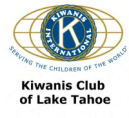 KIWANIS
INTERNATIONAL
K
SERVING THE CHILDREN OF THE WORLD
Kiwanis Club
of Lake Tahoe